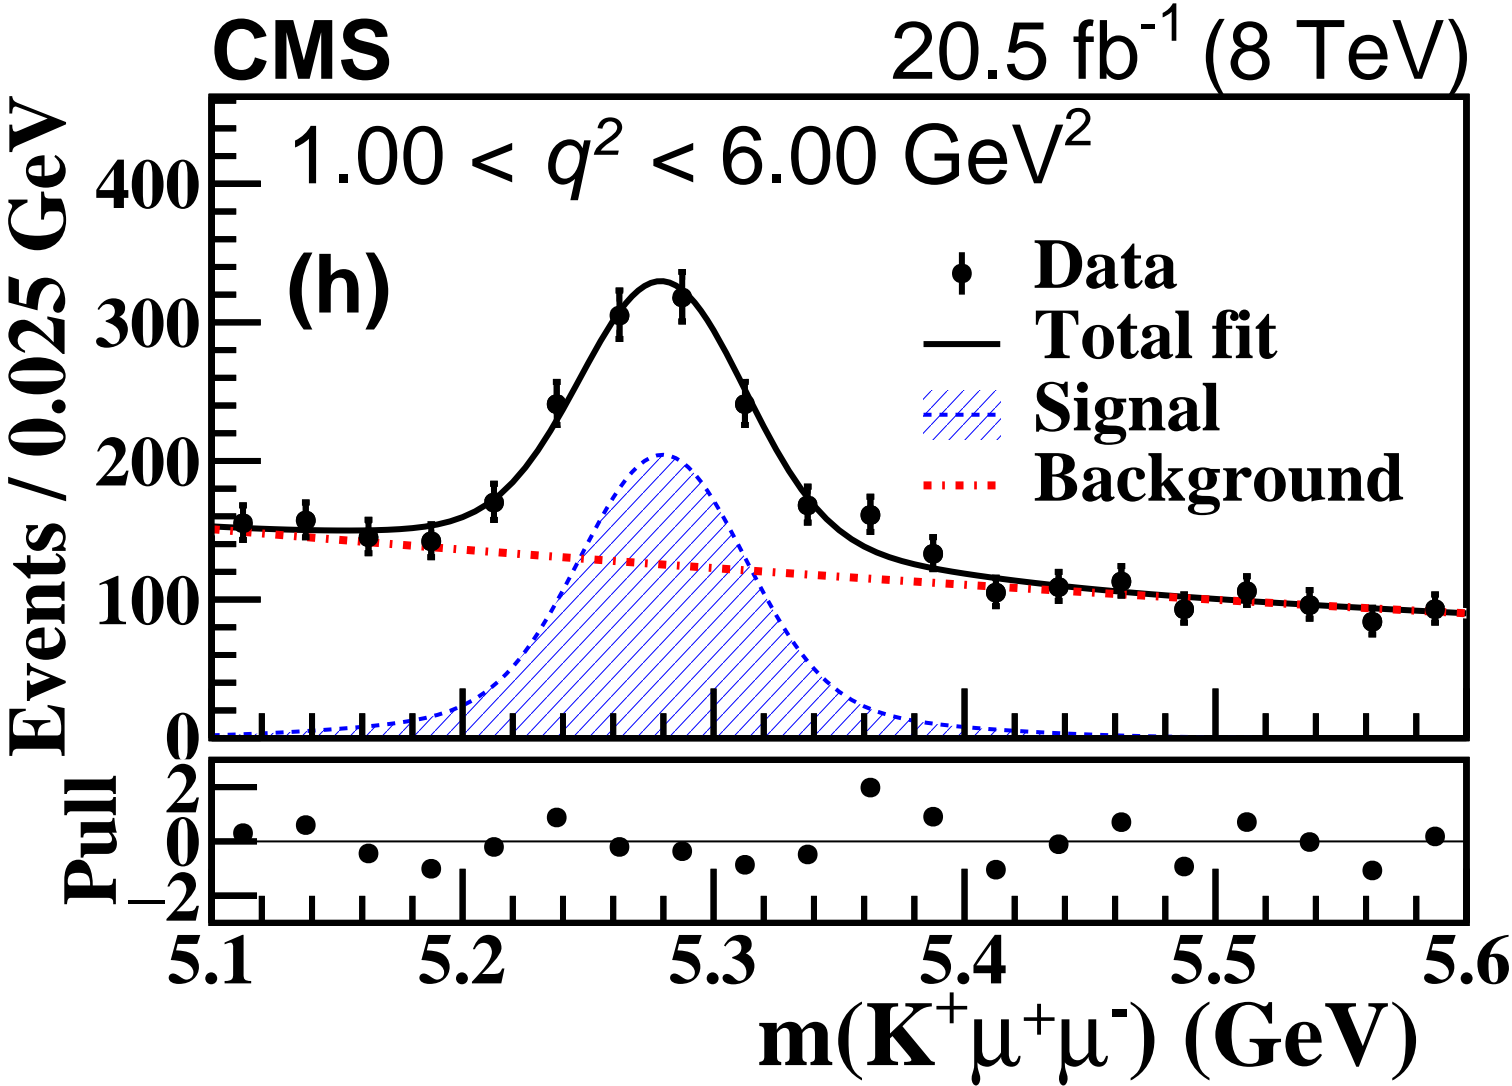 CMS 20.5 fb⁻¹ (8 TeV)
1.00 < q² < 6.00 GeV²
(h)
Data
Total fit
Signal
Background
Events / 0.025 GeV
400
300
200
100
0
Pull
2
0
−2
5.1 5.2 5.3 5.4 5.5 5.6
m(K⁺μ⁺μ⁻) (GeV)